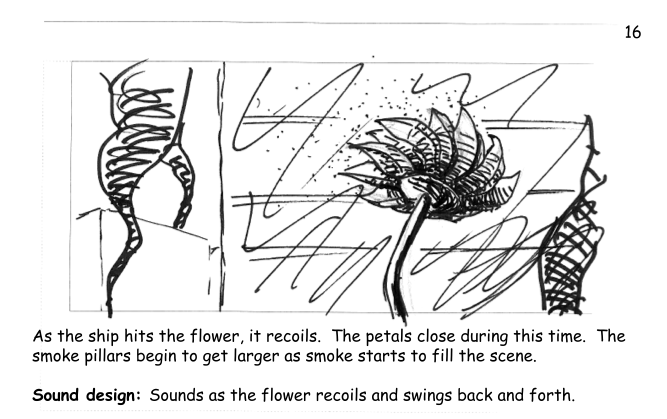 16
As the ship hits the flower, it recoils.  The petals close during this time.  The
smoke pillars begin to get larger as smoke starts to fill the scene.
Sound design:  Sounds as the flower recoils and swings back and forth.